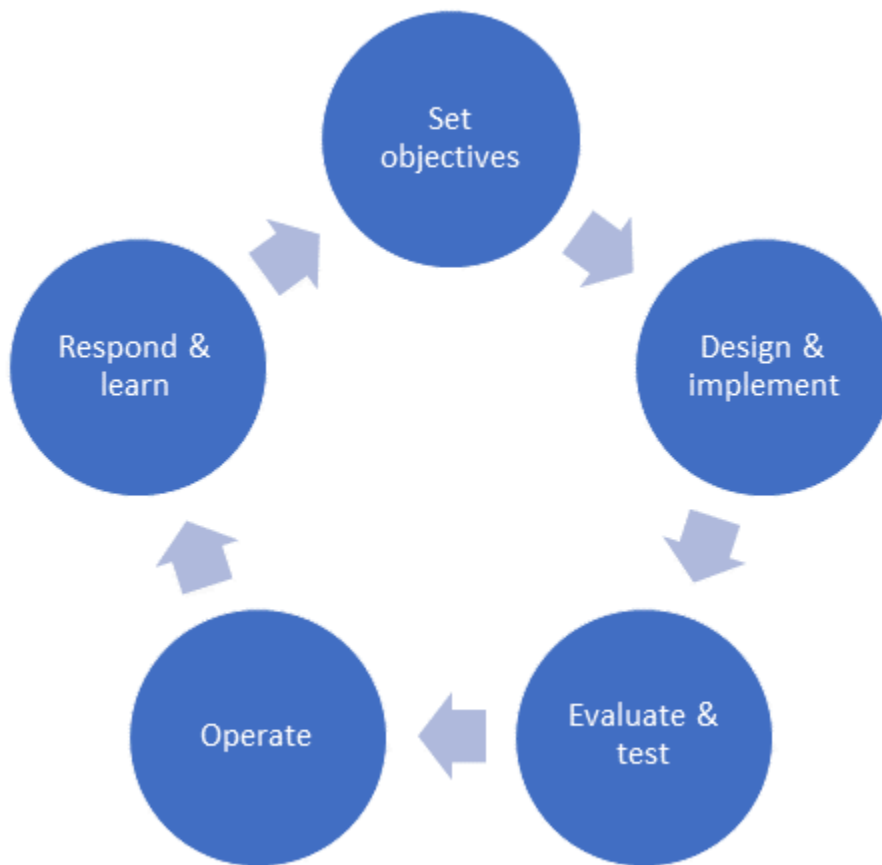 Set
objectives
Design &
implement
Evaluate &
test
Operate
Respond &
learn